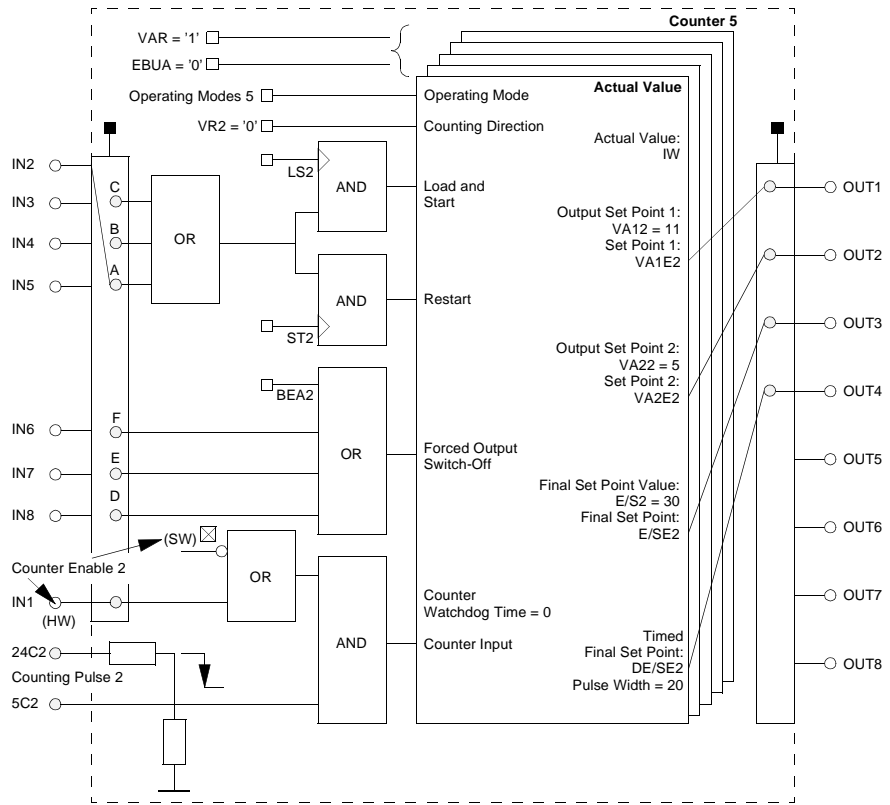 Counter 5
VAR = '1'
EBUA = '0'
Operating Modes 5
Operating Mode
Actual Value
VR2 = '0'
Counting Direction
Actual Value:
IW
IN2
IN3
IN4
IN5
C
B
A
OR
LS2
AND
Load and
Start
OUT1
Output Set Point 1:
VA12 = 11
Set Point 1:
VA1E2
OUT2
AND
Restart
ST2
OUT3
Output Set Point 2:
VA22 = 5
Set Point 2:
VA2E2
BEA2
OUT4
IN6
IN7
IN8
F
E
D
OR
Forced Output
Switch-Off
OUT5
Final Set Point Value:
E/S2 = 30
Final Set Point:
E/SE2
OUT6
(SW)
Counter Enable 2
OR
IN1
(HW)
Counter
Watchdog Time = 0
OUT7
AND
Counter Input
24C2
Counting Pulse 2
5C2
Timed
Final Set Point:
DE/SE2
Pulse Width = 20
OUT8